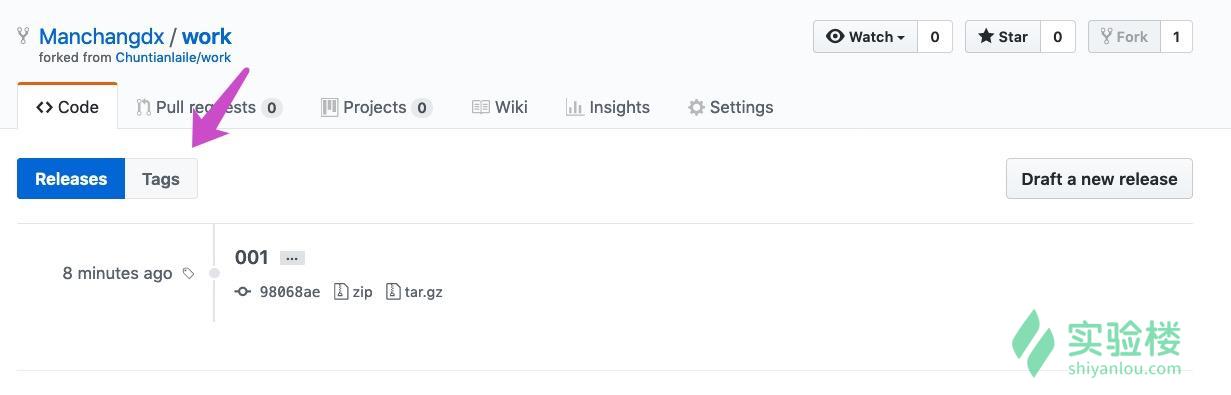 Manchangdx / work
Watch 0 Star 0 Fork 1
forked from Chuntianlaile/work
Code Pull requests 0 Projects 0 Wiki Insights Settings
Releases Tags Draft a new release
001 ...
8 minutes ago
98068ae zip tar.gz
实验楼
shiyanlou.com